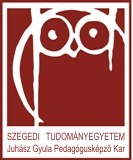 SZEGEDI TUDOMÁNYEGYETEM
Juhász Gyula Pedagógusképző Kar